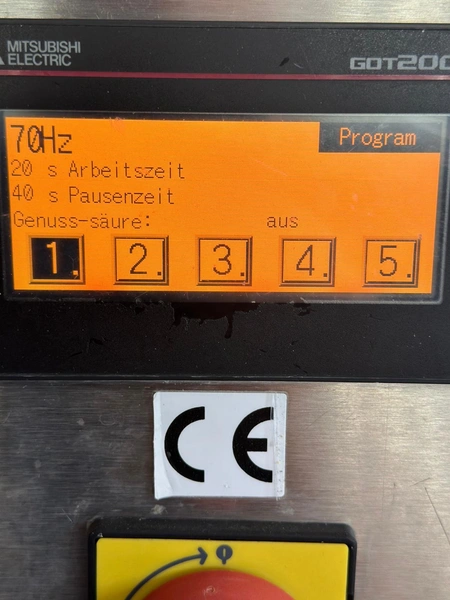 MITSUBISHI
ELECTRIC
GOT200
70Hz
Program
20 s Arbeitszeit
40 s Pausenzeit
Genuss-säure: aus
1. 2. 3. 4. 5.
CE